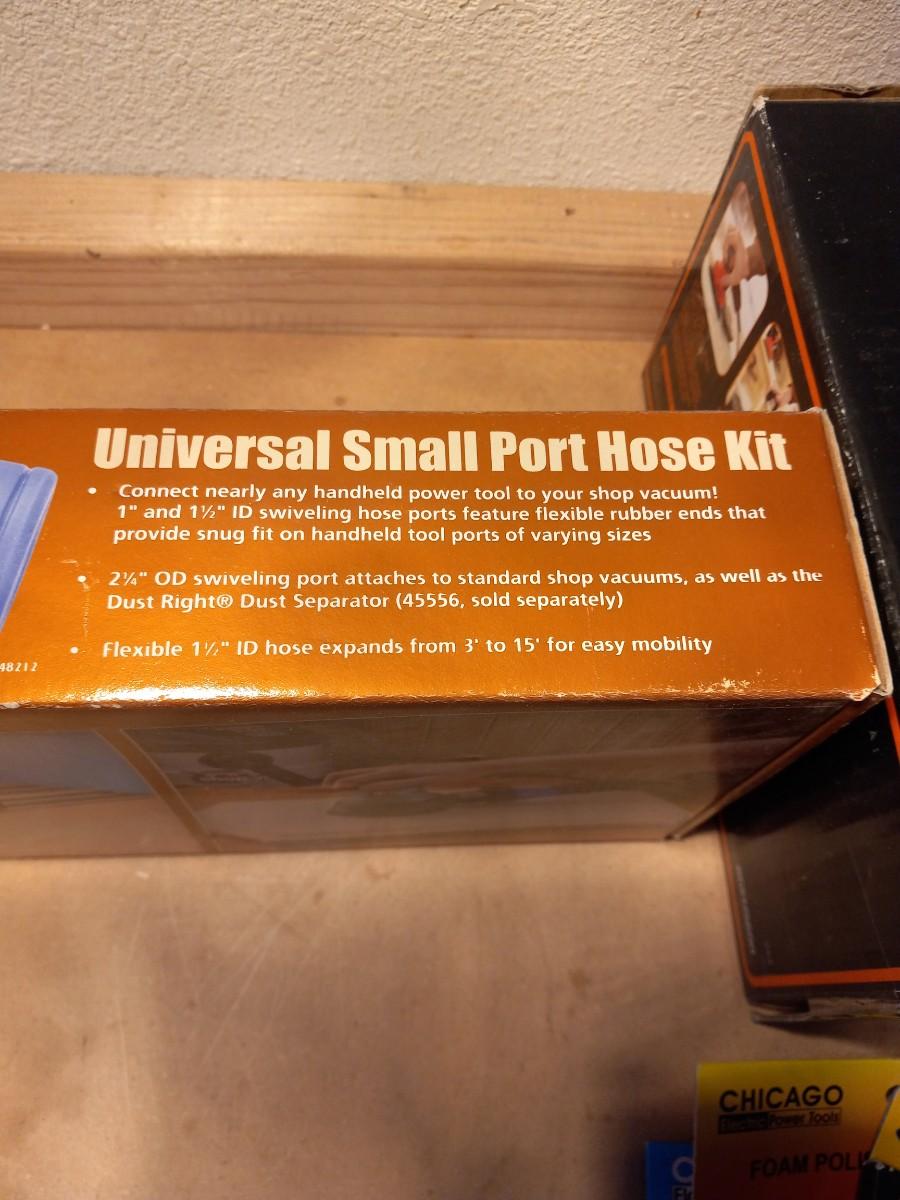 Universal Small Port Hose Kit
• Connect nearly any handheld power tool to your shop vacuum!
1" and 1½" ID swiveling hose ports feature flexible rubber ends that
provide snug fit on handheld tool ports of varying sizes
• 2¼" OD swiveling port attaches to standard shop vacuums, as well as the
Dust Right® Dust Separator (45556, sold separately)
• Flexible 1½" ID hose expands from 3' to 15' for easy mobility
48212
CHICAGO
Electric Power Tools
FOAM POLI